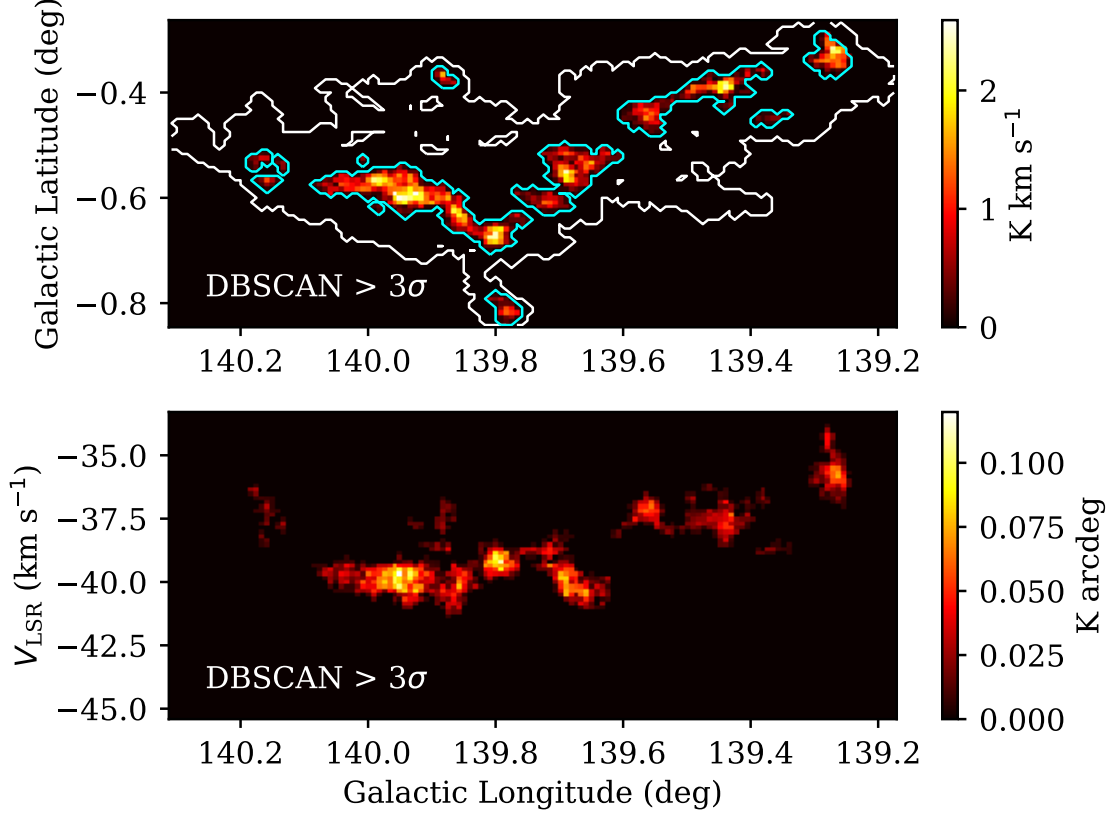 Galactic Latitude (deg)
−0.4
−0.6
−0.8
DBSCAN > 3σ
140.2 140.0 139.8 139.6 139.4 139.2
2
1
0
K km s⁻¹
V_LSR (km s⁻¹)
−35.0
−37.5
−40.0
−42.5
−45.0
DBSCAN > 3σ
140.2 140.0 139.8 139.6 139.4 139.2
Galactic Longitude (deg)
0.100
0.075
0.050
0.025
0.000
K arcdeg